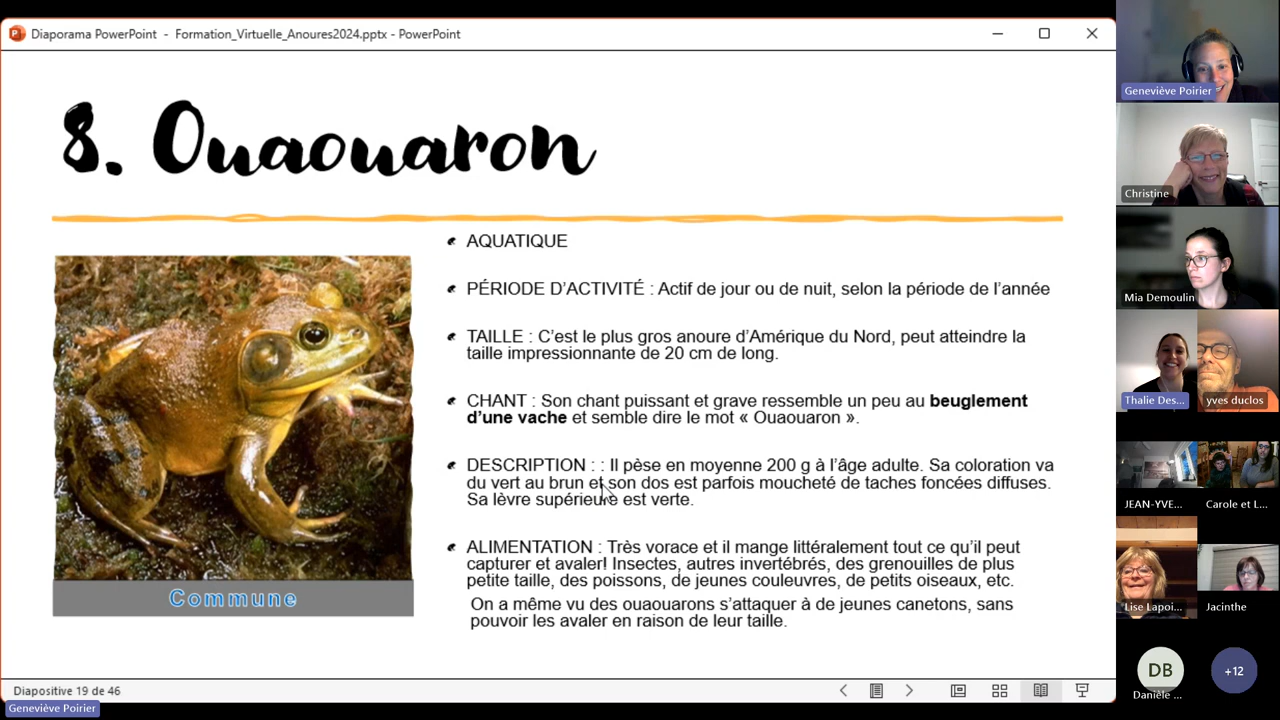 Diaporama PowerPoint - Formation_Virtuelle_Anoures2024.pptx - PowerPoint
8. Ouaouaron
AQUATIQUE
PÉRIODE D'ACTIVITÉ : Actif de jour ou de nuit, selon la période de l'année
TAILLE : C'est le plus gros anoure d'Amérique du Nord, peut atteindre la
taille impressionnante de 20 cm de long.
CHANT : Son chant puissant et grave ressemble un peu au beuglement
d'une vache et semble dire le mot « Ouaouaron ».
DESCRIPTION : : Il pèse en moyenne 200 g à l'âge adulte. Sa coloration va
du vert au brun et son dos est parfois moucheté de taches foncées diffuses.
Sa lèvre supérieure est verte.
ALIMENTATION : Très vorace et il mange littéralement tout ce qu'il peut
capturer et avaler! Insectes, autres invertébrés, des grenouilles de plus
petite taille, des poissons, de jeunes couleuvres, de petits oiseaux, etc.
On a même vu des ouaouarons s'attaquer à de jeunes canetons, sans
pouvoir les avaler en raison de leur taille.
Commune
Diapositive 19 de 46
Geneviève Poirier
Geneviève Poirier
Christine
Mia Demoulin
Thalie Des...
yves duclos
JEAN-YVE...
Carole et L...
Lise Lapoi...
Jacinthe
DB
Danièle ...
+12